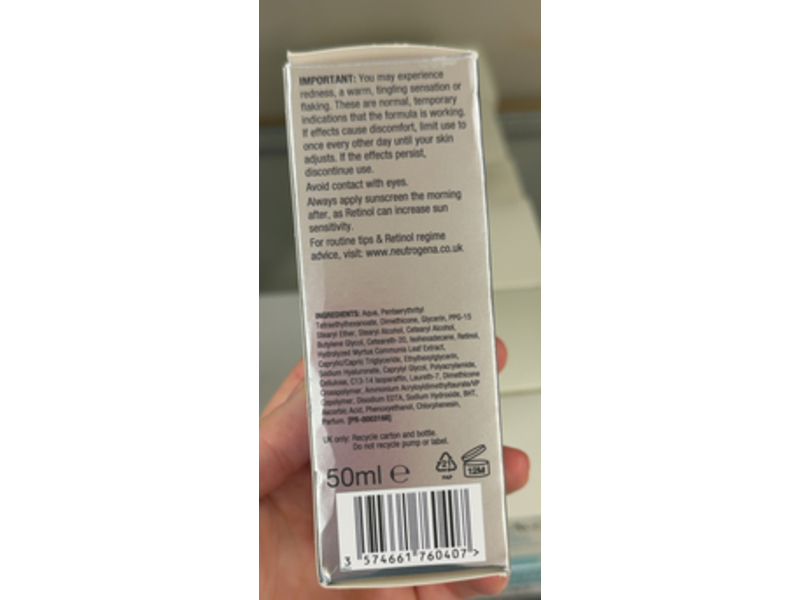 IMPORTANT: You may experience
redness, a warm, tingling sensation or
flaking. These are normal, temporary
indications that the formula is working.
If effects cause discomfort, limit use to
once every other day until your skin
adjusts. If the effects persist,
discontinue use.
Avoid contact with eyes.
Always apply sunscreen the morning
after, as Retinol can increase sun
sensitivity.
For routine tips & Retinol regime
advice, visit: www.neutrogena.co.uk
INGREDIENTS: Aqua, Pentaerythrityl
Tetraethylhexanoate, Dimethicone, Glycerin, PPG-15
Stearyl Ether, Stearyl Alcohol, Cetearyl Alcohol,
Butylene Glycol, Ceteareth-20, Isohexadecane, Retinol,
Hydrolyzed Myrtus Communis Leaf Extract,
Caprylic/Capric Triglyceride, Ethylhexylglycerin,
Sodium Hyaluronate, Caprylyl Glycol, Polyacrylamide,
Cellulose, C13-14 Isoparaffin, Laureth-7, Dimethicone
Crosspolymer, Ammonium Acryloyldimethyltaurate/VP
Copolymer, Disodium EDTA, Sodium Hydroxide, BHT,
Ascorbic Acid, Phenoxyethanol, Chlorphenesin,
Parfum.
UK only: Recycle carton and bottle.
Do not recycle pump or label.
50ml ℮
21
PAP
12M
3 574661 760407 >